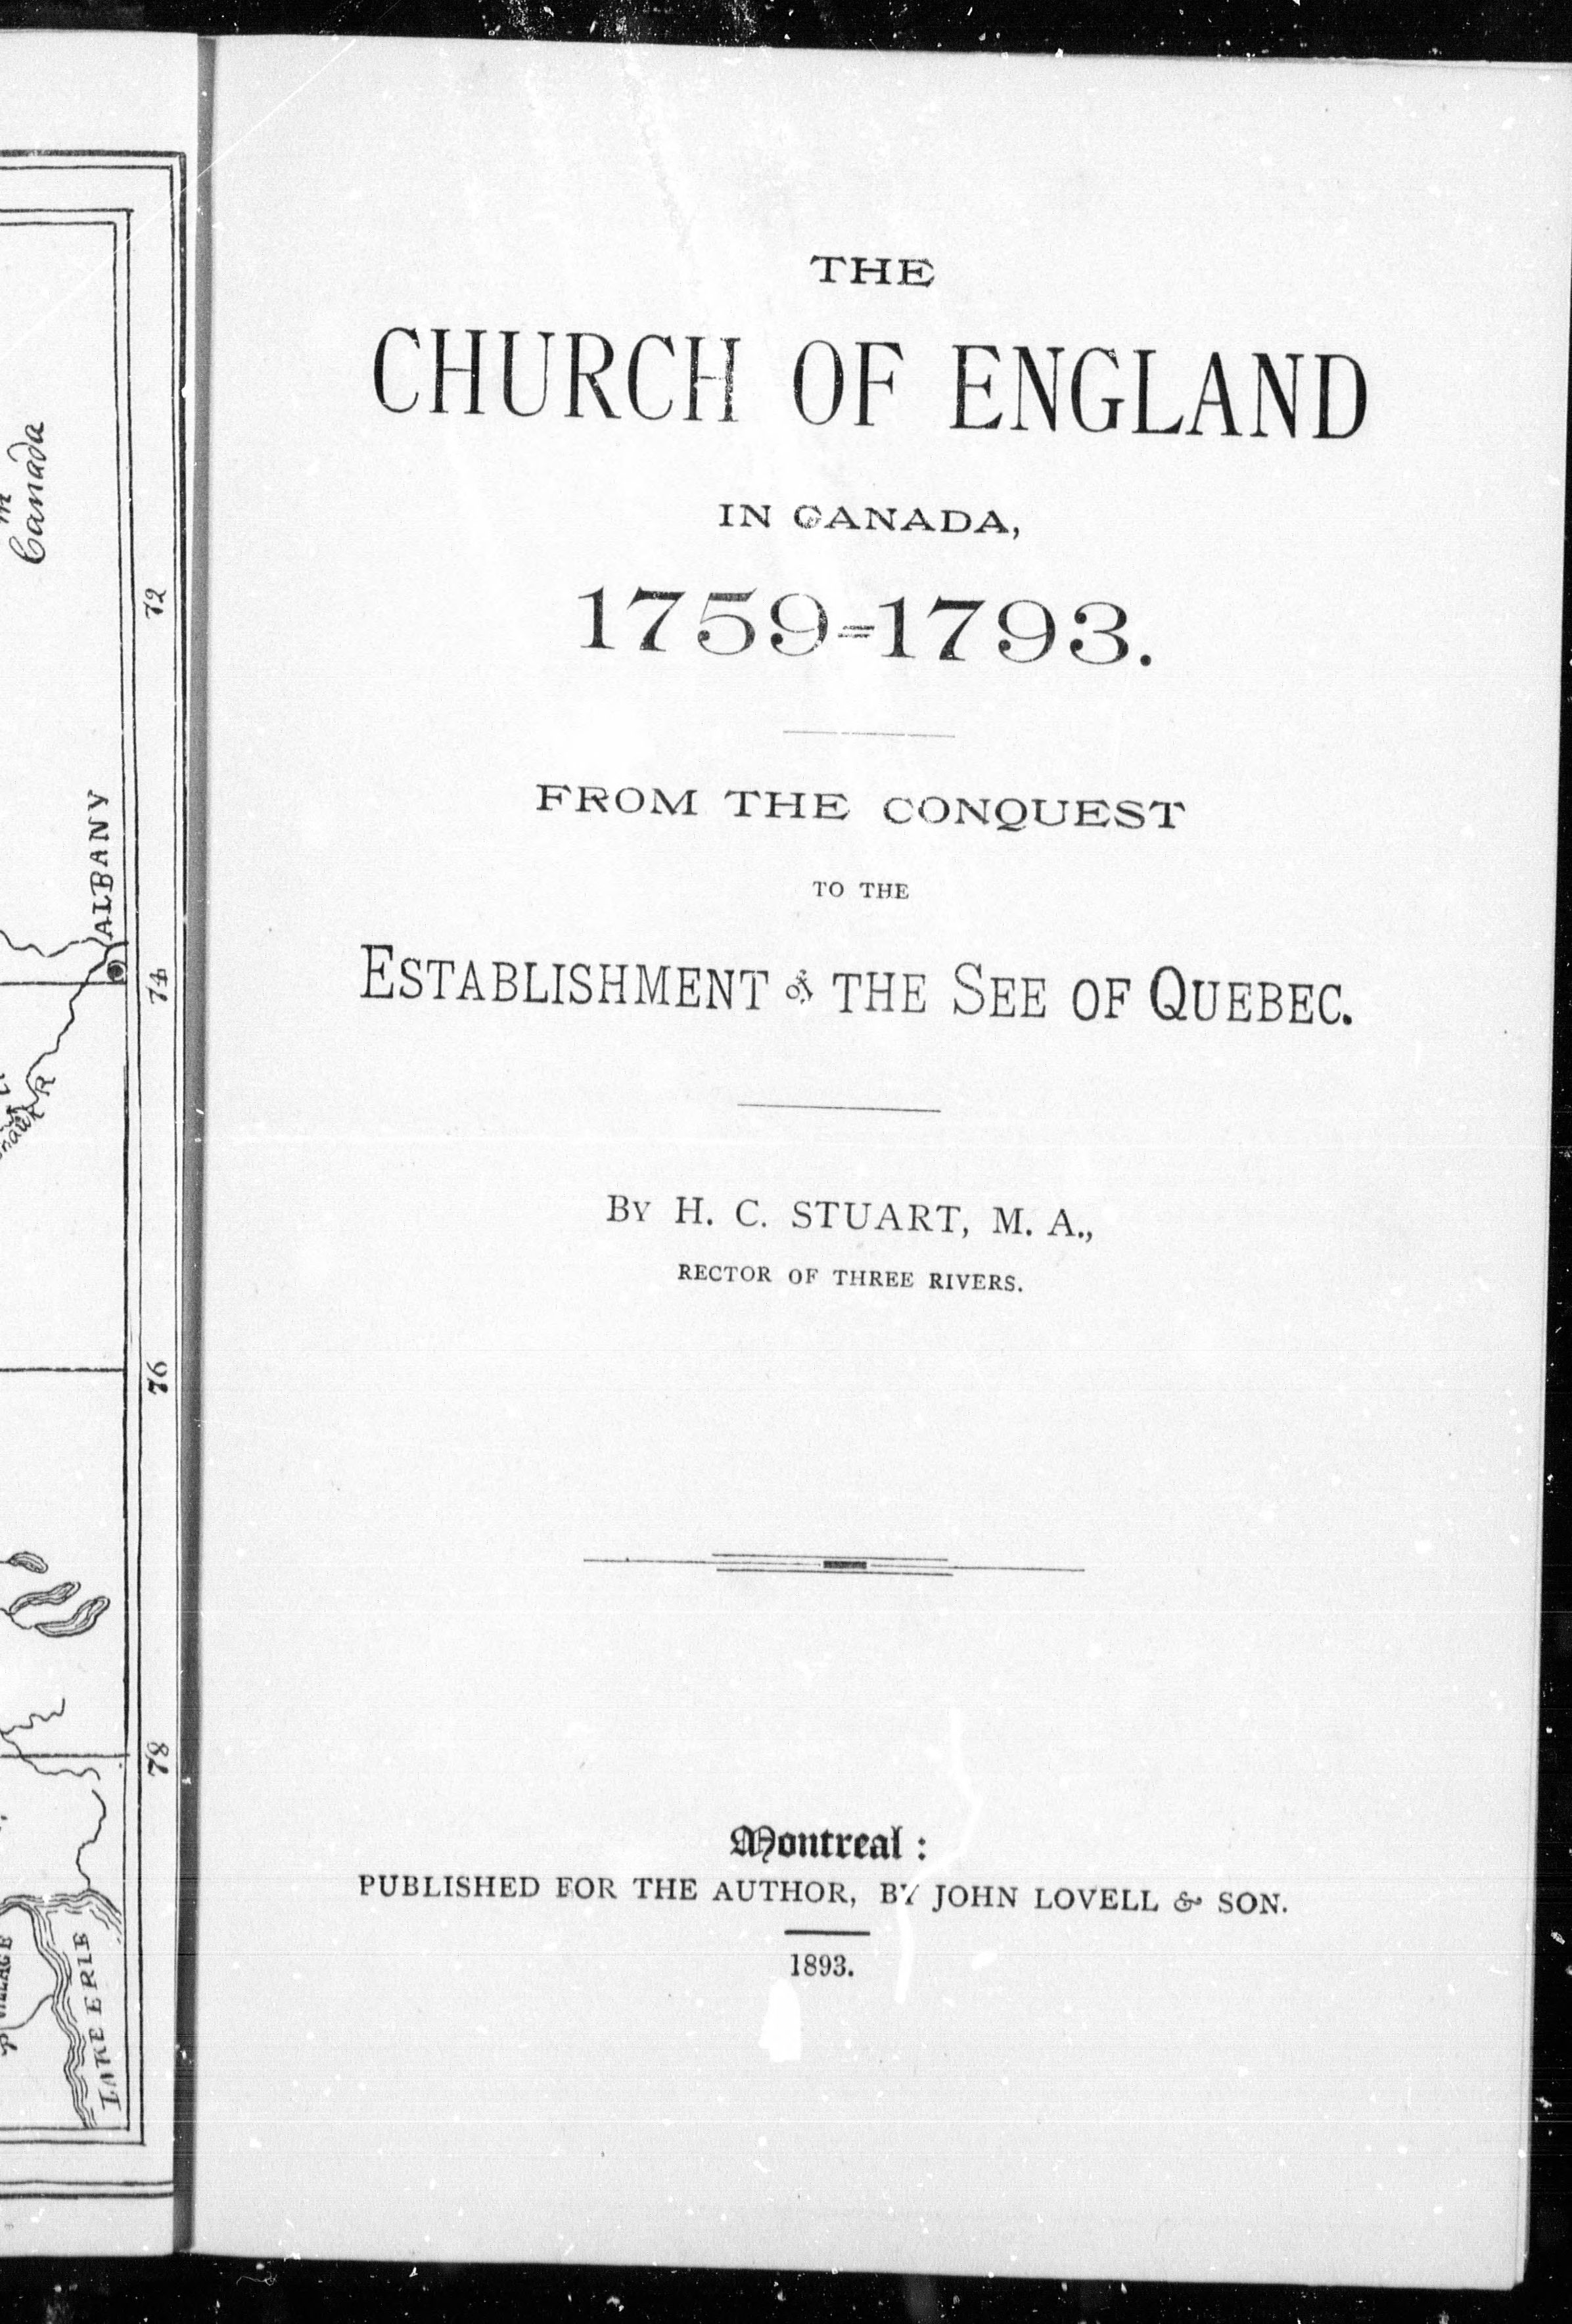 Canada
72
ALBANY
74
R
76
78
LAKE ERIE
THE
CHURCH OF ENGLAND
IN CANADA,
1759=1793.
FROM THE CONQUEST
TO THE
ESTABLISHMENT OF THE SEE OF QUEBEC.
BY H. C. STUART, M. A.,
RECTOR OF THREE RIVERS.
Montreal :
PUBLISHED FOR THE AUTHOR, BY JOHN LOVELL & SON.
1893.